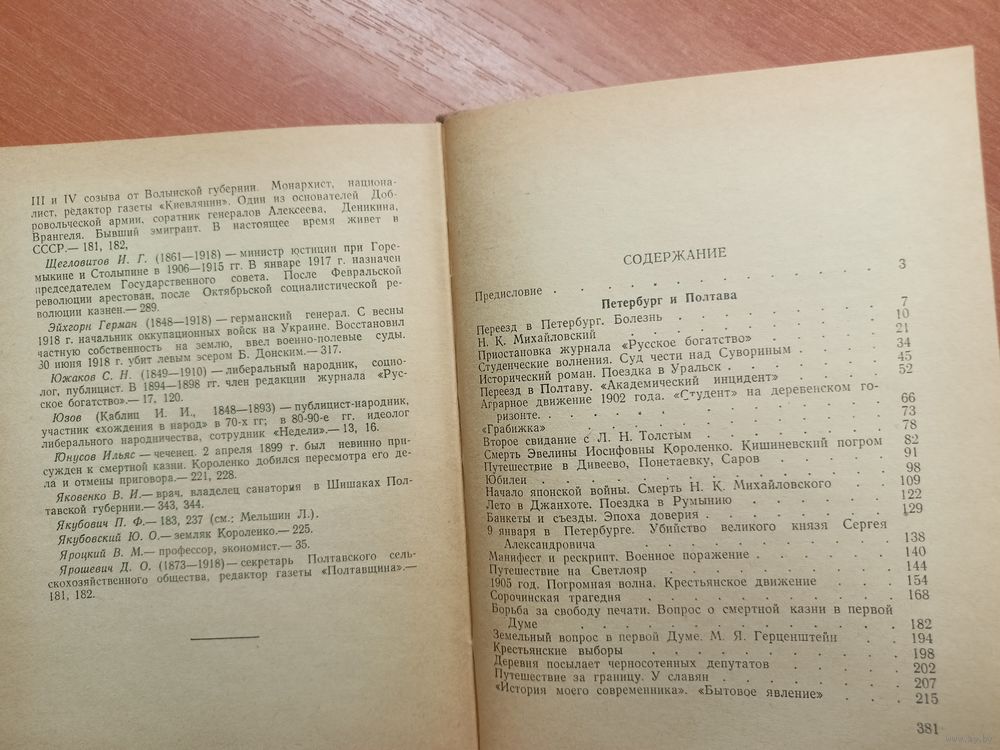 III и IV созыва от Волынской губернии. Монархист, национа-
лист, редактор газеты «Киевлянин». Один из основателей Доб-
ровольческой армии, соратник генералов Алексеева, Деникина,
Врангеля. Бывший эмигрант. В настоящее время живет в
СССР.— 181, 182,
Щегловитов И. Г. (1861—1918) — министр юстиции при Горе-
мыкине и Столыпине в 1906—1915 гг. В январе 1917 г. назначен
председателем Государственного совета. После Февральской
революции арестован, после Октябрьской социалистической ре-
волюции казнен.— 289.
Эйхгорн Герман (1848—1918) — германский генерал. С весны
1918 г. начальник оккупационных войск на Украине. Восстановил
частную собственность на землю, ввел военно-полевые суды.
30 июня 1918 г. убит левым эсером Б. Донским.— 317.
Южаков С. Н. (1849—1910) — либеральный народник, социо-
лог, публицист. В 1894—1898 гг. член редакции журнала «Рус-
ское богатство».— 17, 120.
Юзов (Каблиц И. И., 1848—1893) — публицист-народник,
участник «хождения в народ» в 70-х гг; в 80-90-е гг. идеолог
либерального народничества, сотрудник «Недели».— 13, 16.
Юнусов Ильяс — чеченец. 2 апреля 1899 г. был невинно при-
сужден к смертной казни. Короленко добился пересмотра его де-
ла и отмены приговора.— 221, 228.
Яковенко В. И.— врач. владелец санатория в Шишаках Пол-
тавской губернии.— 343, 344.
Якубович П. Ф.— 183, 237 (см.: Мельшин Л.).
Якубовский Ю. О.— земляк Короленко.— 225.
Яроцкий В. М.— профессор, экономист.— 35.
Ярошевич Д. О. (1873—1918) — секретарь Полтавского сель-
скохозяйственного общества, редактор газеты «Полтавщина».—
181, 182.
СОДЕРЖАНИЕ
Предисловие . . . . . . . . . . 3
Петербург и Полтава
Переезд в Петербург. Болезнь . . . . . . 7
Н. К. Михайловский . . . . . . . 10
Приостановка журнала «Русское богатство» . . . . 21
Студенческие волнения. Суд чести над Сувориным . . . 34
Исторический роман. Поездка в Уральск . . . . 45
Переезд в Полтаву. «Академический инцидент» . . . 52
Аграрное движение 1902 года. «Студент» на деревенском го-
ризонте. . . . . . . . . . 66
«Грабижка» . . . . . . . . . 73
Второе свидание с Л. Н. Толстым . . . . . 78
Смерть Эвелины Иосифовны Короленко. Кишиневский погром 82
Путешествие в Дивеево, Понетаевку, Саров . . . . 91
Юбилеи . . . . . . . . . 98
Начало японской войны. Смерть Н. К. Михайловского . . 109
Лето в Джанхоте. Поездка в Румынию . . . . 122
Банкеты и съезды. Эпоха доверия . . . . . 129
9 января в Петербурге. Убийство великого князя Сергея
Александровича . . . . . . . . 138
Манифест и рескрипт. Военное поражение . . . . 140
Путешествие на Светлояр . . . . . . 144
1905 год. Погромная волна. Крестьянское движение . . 154
Сорочинская трагедия . . . . . . . 168
Борьба за свободу печати. Вопрос о смертной казни в первой
Думе . . . . . . . . . 182
Земельный вопрос в первой Думе. М. Я. Герценштейн . . 194
Крестьянские выборы . . . . . . . 198
Деревня посылает черносотенных депутатов . . . . 202
Путешествие за границу. У славян . . . . . 207
«История моего современника». «Бытовое явление» . . . 215
381